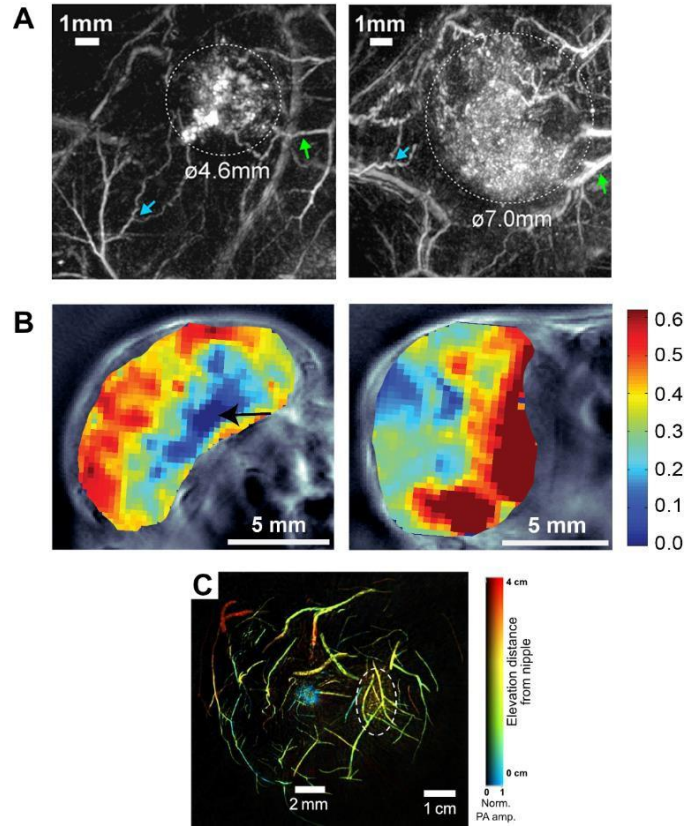 A
1mm
ø4.6mm
1mm
ø7.0mm
B
5 mm
5 mm
0.6
0.5
0.4
0.3
0.2
0.1
0.0
C
2 mm
1 cm
4 cm
Elevation distance
from nipple
0 cm
0 1
Norm.
PA amp.